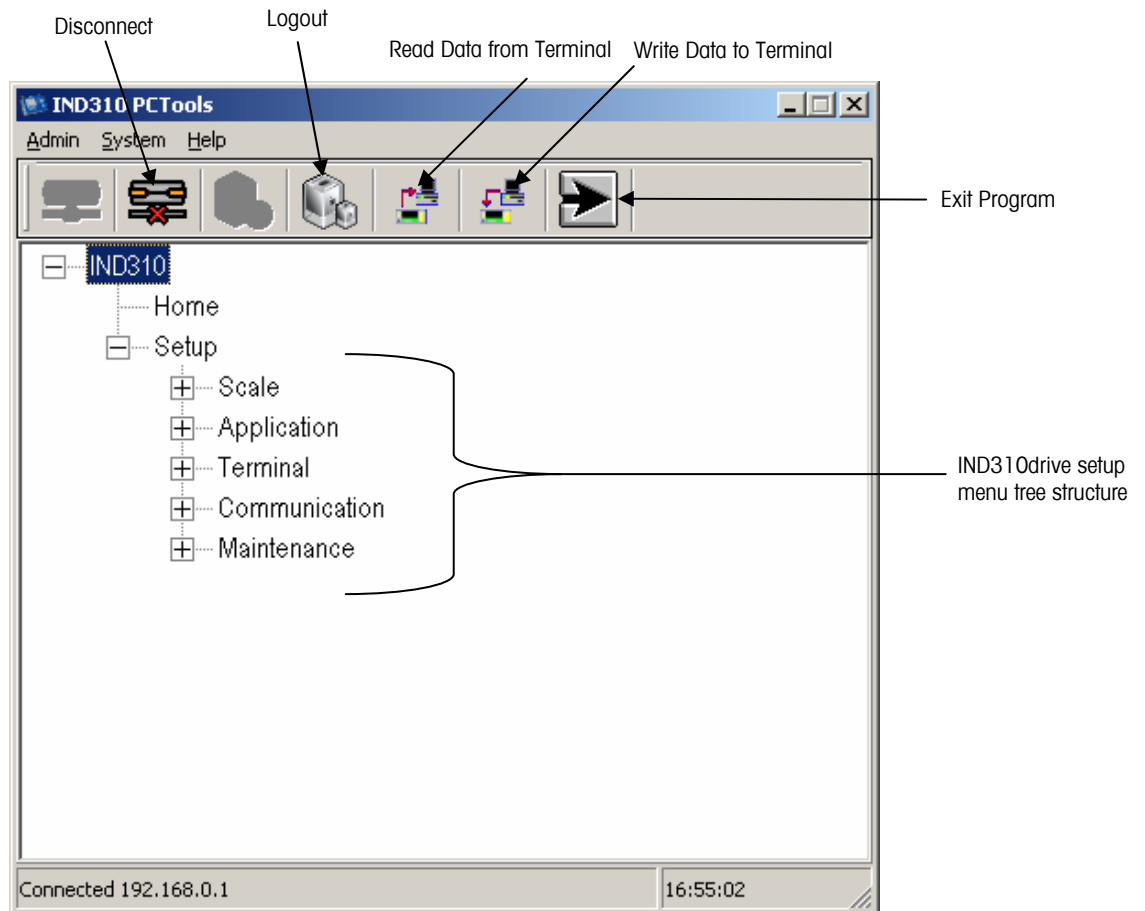 Disconnect
Logout
Read Data from Terminal
Write Data to Terminal
IND310 PCTools
Admin System Help
Exit Program
IND310
Home
Setup
Scale
Application
Terminal
Communication
Maintenance
IND310drive setup
menu tree structure
Connected 192.168.0.1
16:55:02